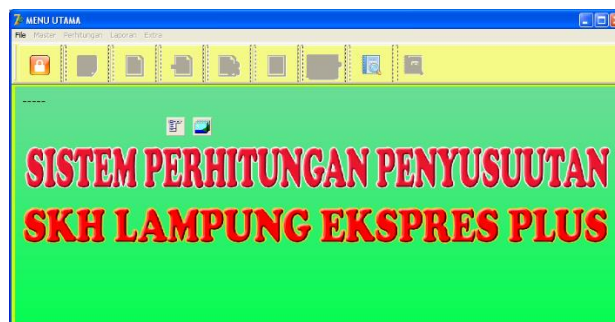 MENU UTAMA
File Master Perhitungan Laporan Extra
-----
SISTEM PERHITUNGAN PENYUSUUTAN
SKH LAMPUNG EKSPRES PLUS